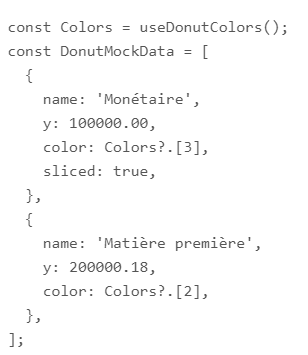 const Colors = useDonutColors();
const DonutMockData = [
  {
    name: 'Monétaire',
    y: 100000.00,
    color: Colors?.[3],
    sliced: true,
  },
  {
    name: 'Matière première',
    y: 200000.18,
    color: Colors?.[2],
  },
];